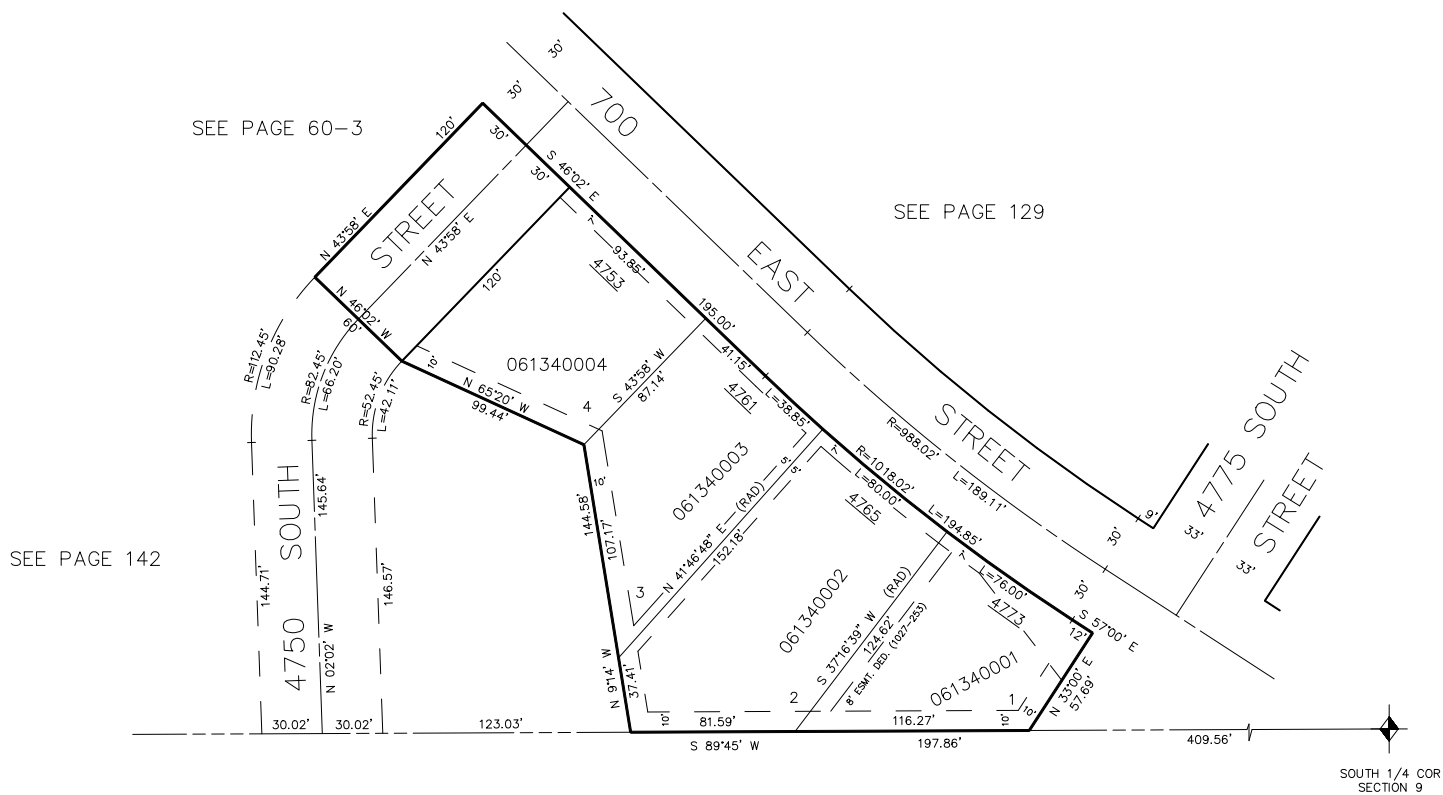 30'
30'
700
SEE PAGE 60-3
120'
30'
S 46°02' E
30'
SEE PAGE 129
N 43°58' E
STREET
N 43°58' E
7'
93.85'
4753
EAST
120'
N 46°02' W
60'
195.00'
R=112.45'
L=90.28'
R=82.45'
L=66.20'
R=52.45'
L=42.11'
10'
061340004
N 65°20' W
99.44'
4
S 43°58' W
87.14'
41.15'
4761
L=38.85'
STREET
R=988.02'
L=189.11'
4775 SOUTH
STREET
9'
33'
33'
30'
30'
7'
R=1018.02'
L=80.00'
4765
L=194.85'
5'
5'
061340003
10'
144.58'
107.17'
3
N 41°46'48" E (RAD)
152.18'
SEE PAGE 142
4750 SOUTH
145.64'
144.71'
146.57'
N 02°02' W
7'
L=76.00'
4773
S 57°00' E
12'
061340002
S 37°16'39" W (RAD)
124.62'
8' ESMT. DED. (1027-253)
061340001
N 33°00' E
57.69'
N 9°14' W
37.41'
2
1
10'
10'
10'
30.02'
30.02'
123.03'
81.59'
116.27'
S 89°45' W
197.86'
409.56'
SOUTH 1/4 COR
SECTION 9